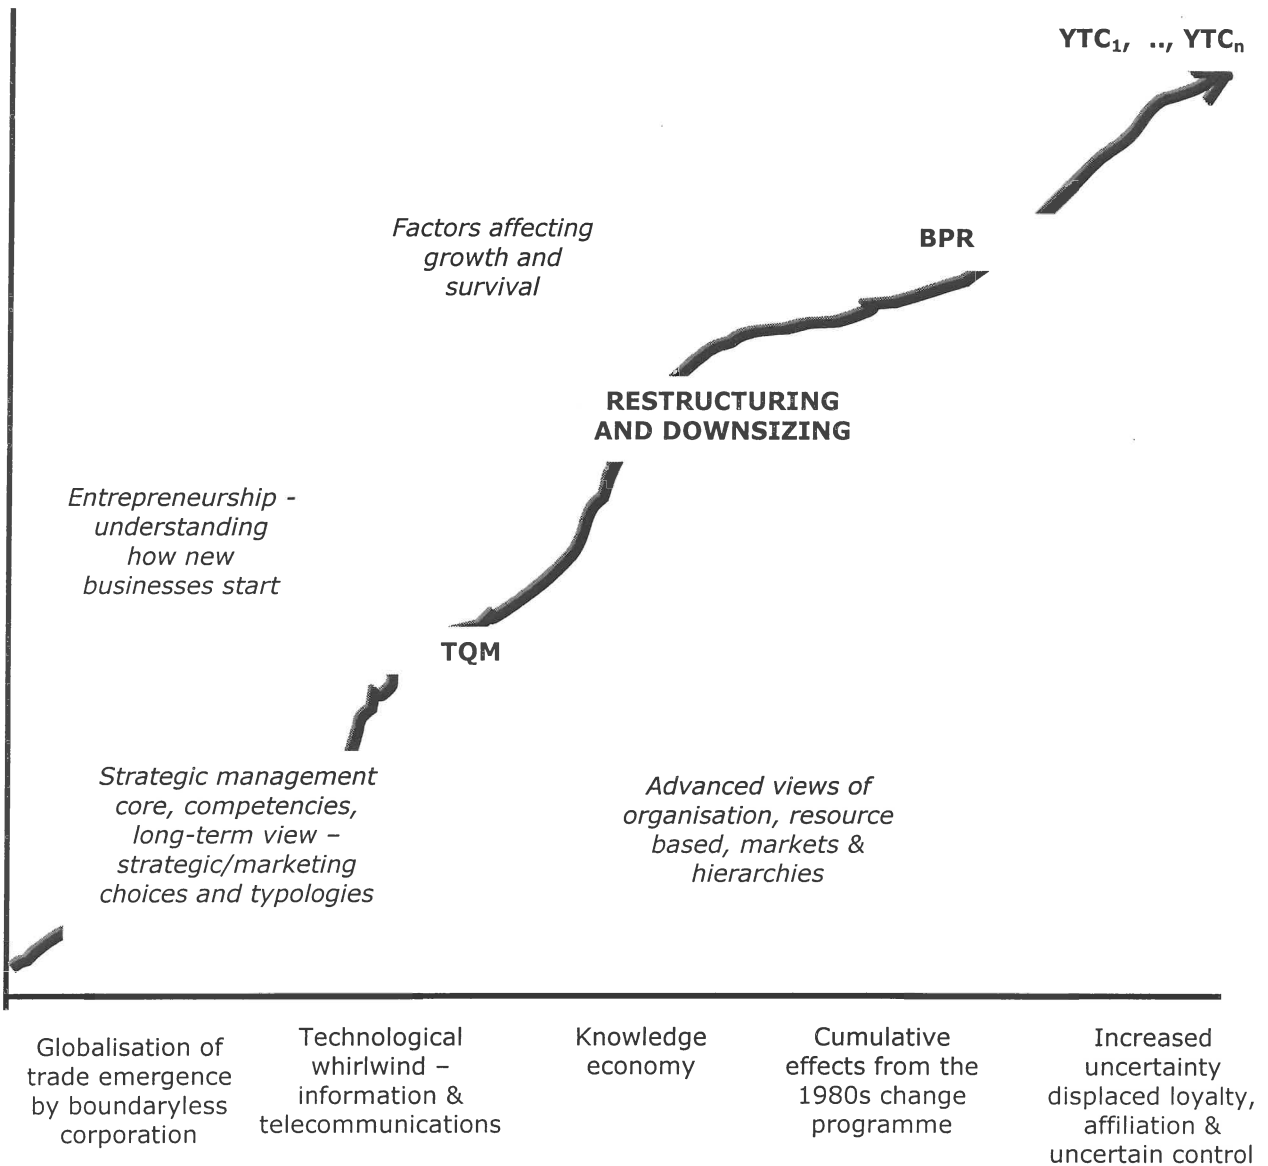 YTC₁, .., YTCₙ
BPR
Factors affecting
growth and
survival
RESTRUCTURING
AND DOWNSIZING
Entrepreneurship -
understanding
how new
businesses start
TQM
Strategic management
core, competencies,
long-term view –
strategic/marketing
choices and typologies
Advanced views of
organisation, resource
based, markets &
hierarchies
Globalisation of
trade emergence
by boundaryless
corporation
Technological
whirlwind –
information &
telecommunications
Knowledge
economy
Cumulative
effects from the
1980s change
programme
Increased
uncertainty
displaced loyalty,
affiliation &
uncertain control